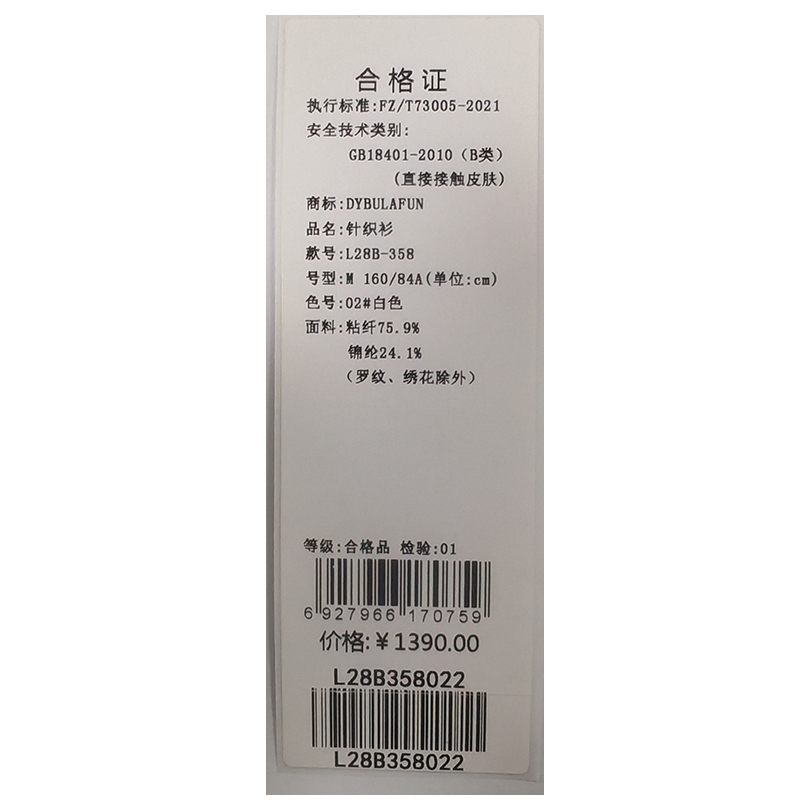 合格证
执行标准:FZ/T73005-2021
安全技术类别:
GB18401-2010（B类）
(直接接触皮肤)
商标:DYBULAFUN
品名:针织衫
款号:L28B-358
号型:M 160/84A(单位:cm)
色号:02#白色
面料:粘纤75.9%
锦纶24.1%
（罗纹、绣花除外）
等级:合格品 检验:01
6 927966 170759
价格:￥1390.00
L28B358022
L28B358022